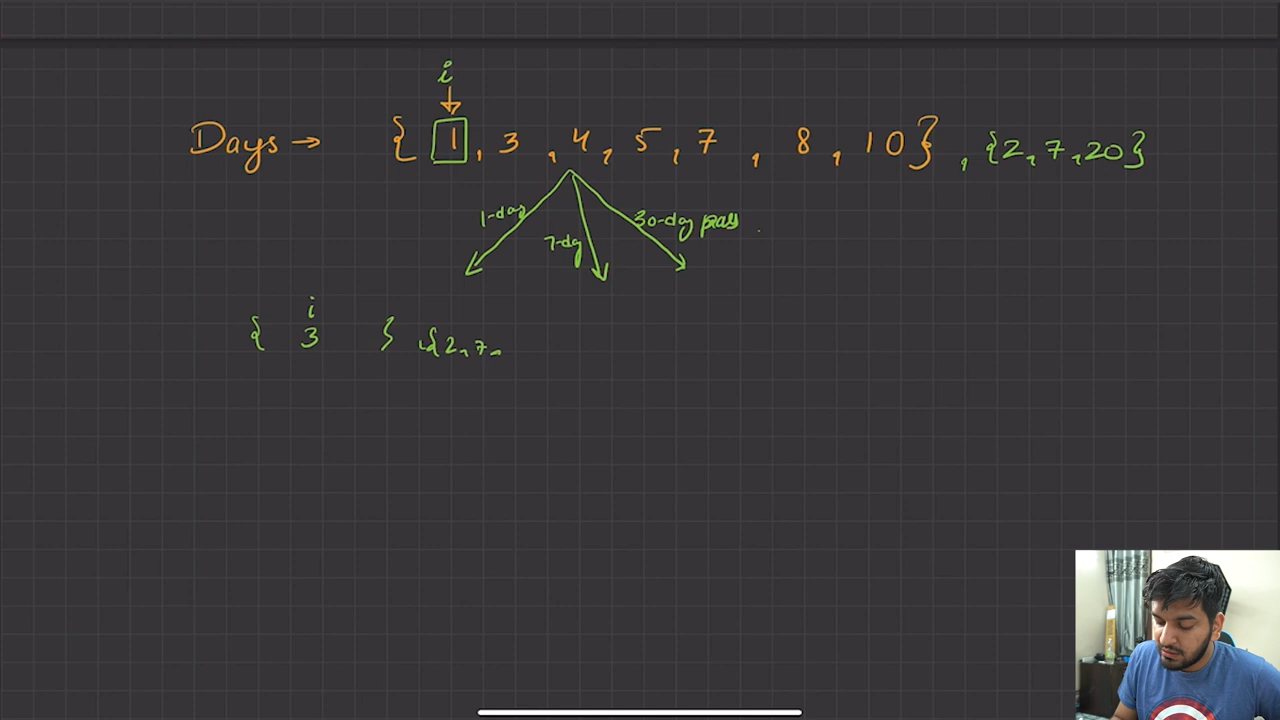 i
Days → { 1, 3, 4, 5, 7, 8, 10 }, {2, 7, 20}
1-day
7-dy
30-day pass
i
{ 3 }, {2, 7,